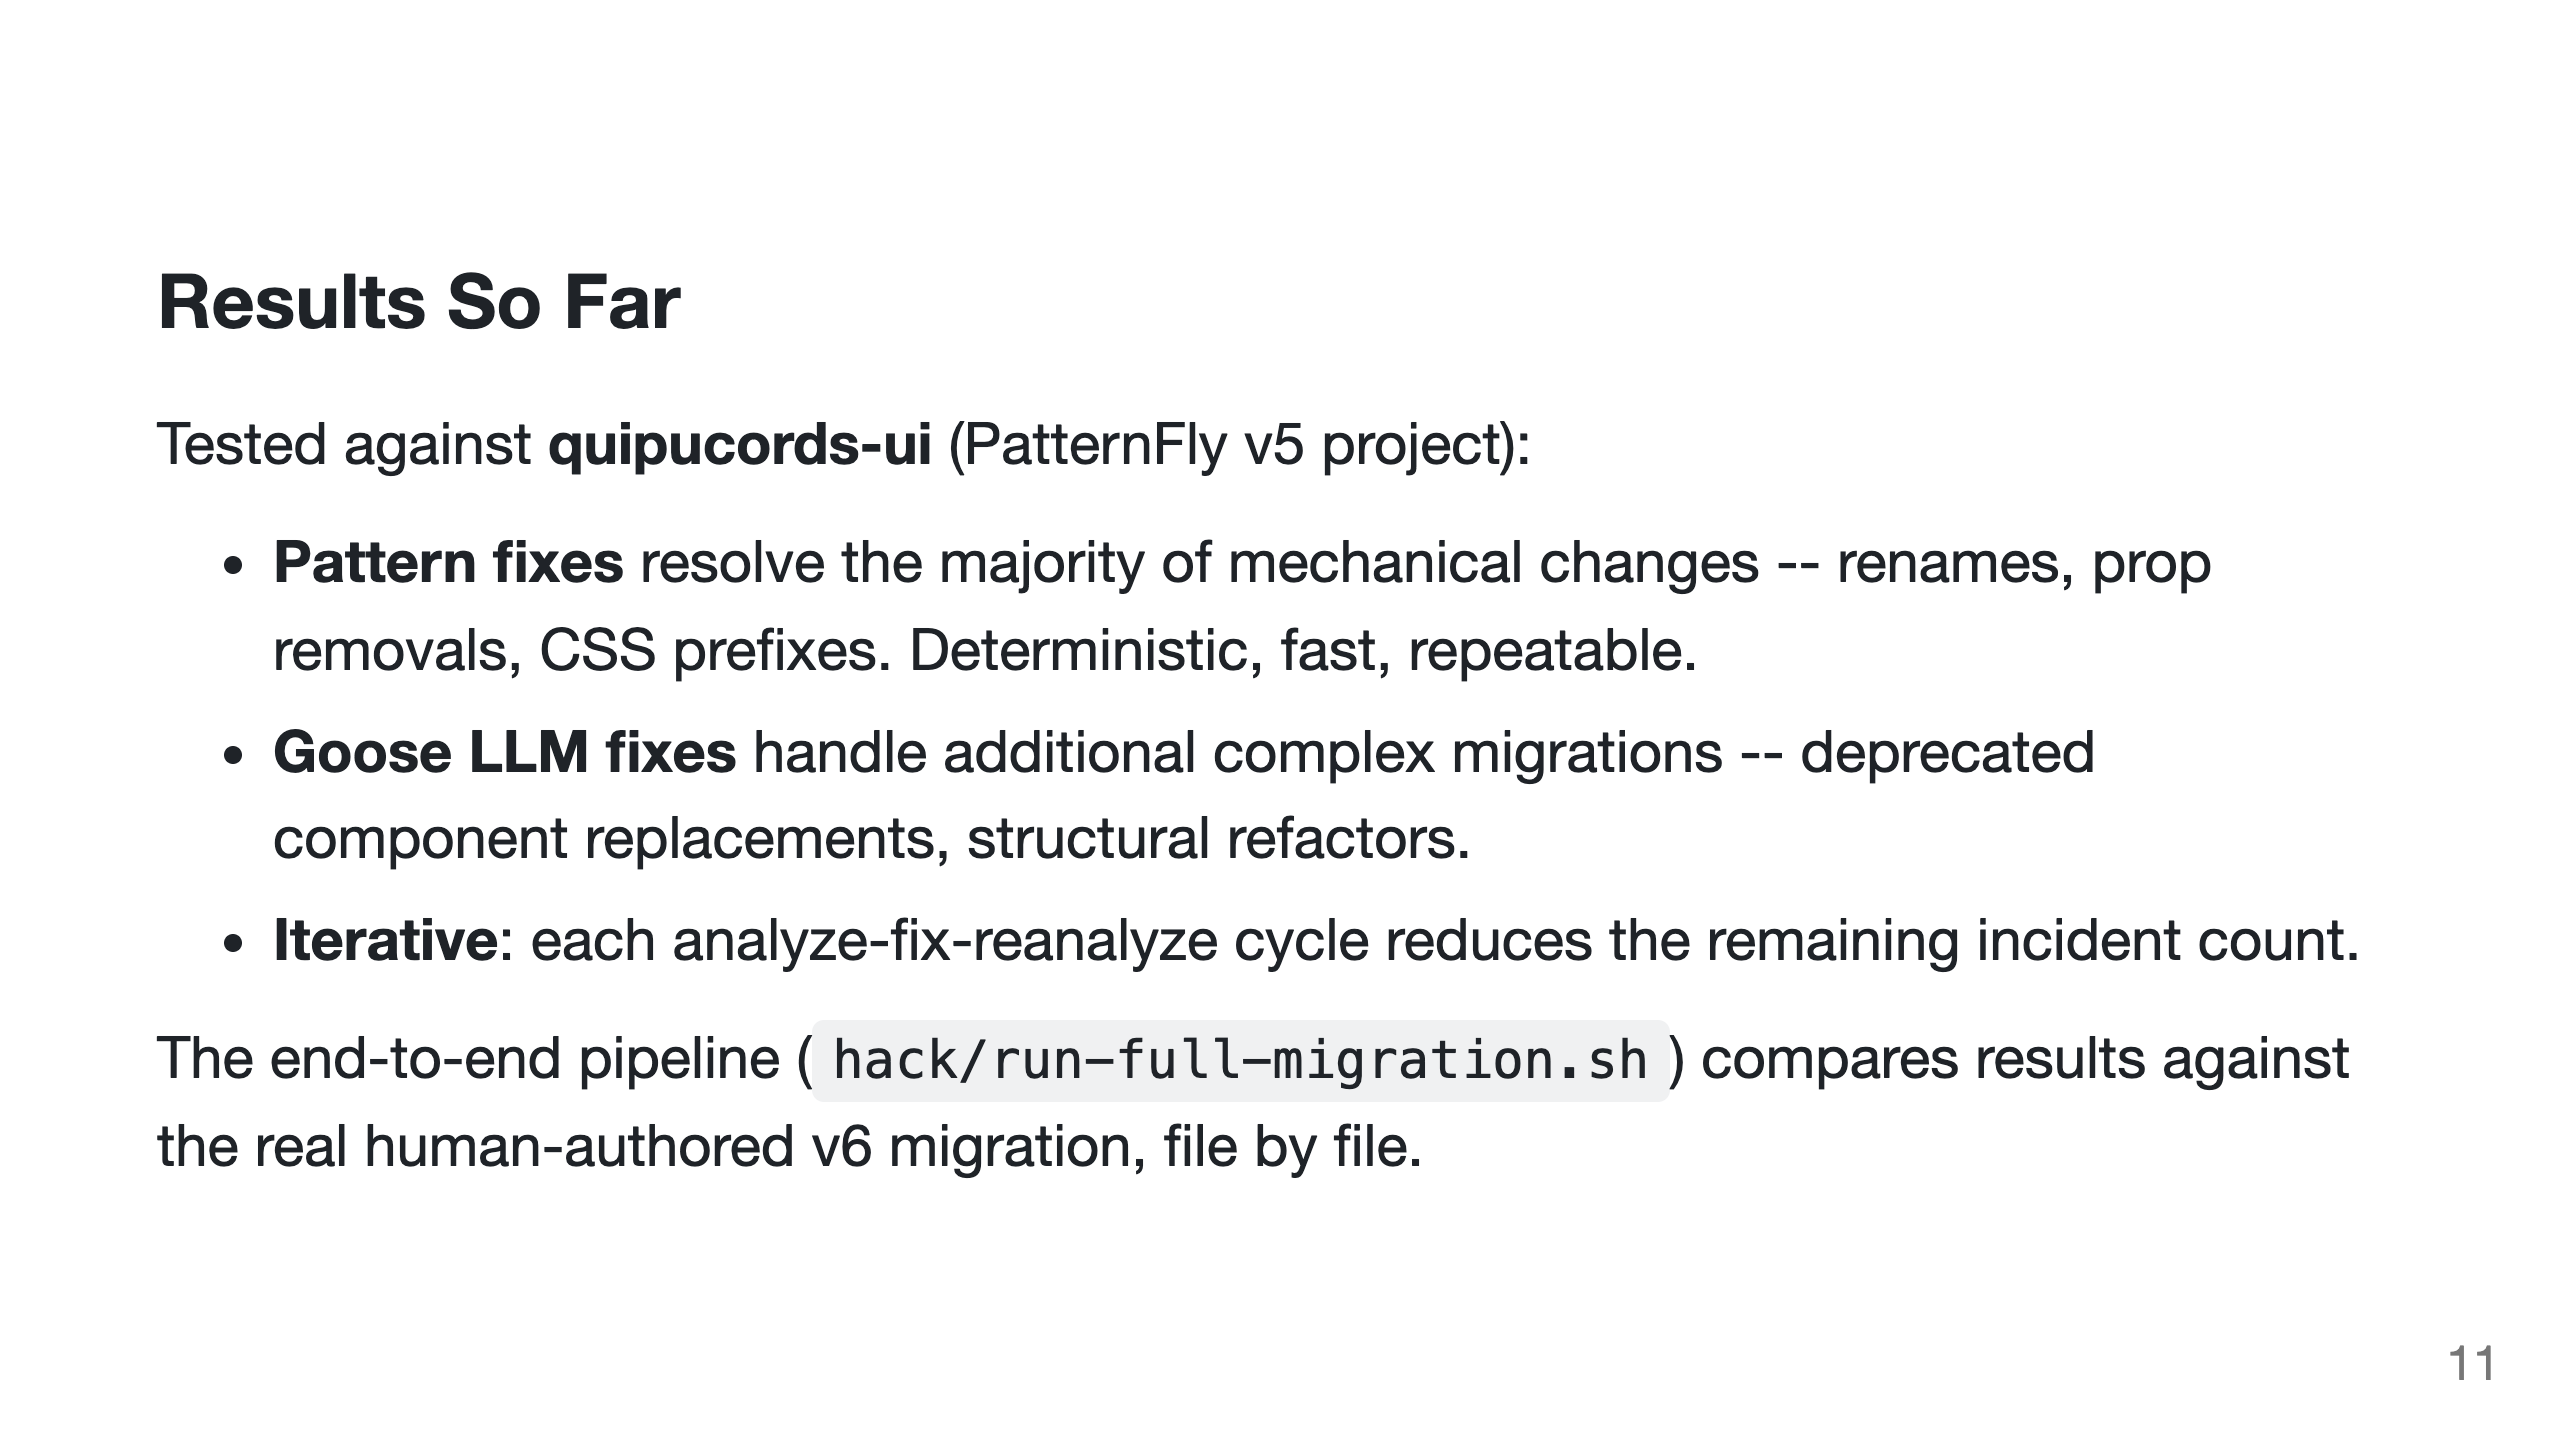 Results So Far
Tested against quipucords-ui (PatternFly v5 project):
• Pattern fixes resolve the majority of mechanical changes -- renames, prop
removals, CSS prefixes. Deterministic, fast, repeatable.
• Goose LLM fixes handle additional complex migrations -- deprecated
component replacements, structural refactors.
• Iterative: each analyze-fix-reanalyze cycle reduces the remaining incident count.
The end-to-end pipeline ( hack/run-full-migration.sh ) compares results against
the real human-authored v6 migration, file by file.
11